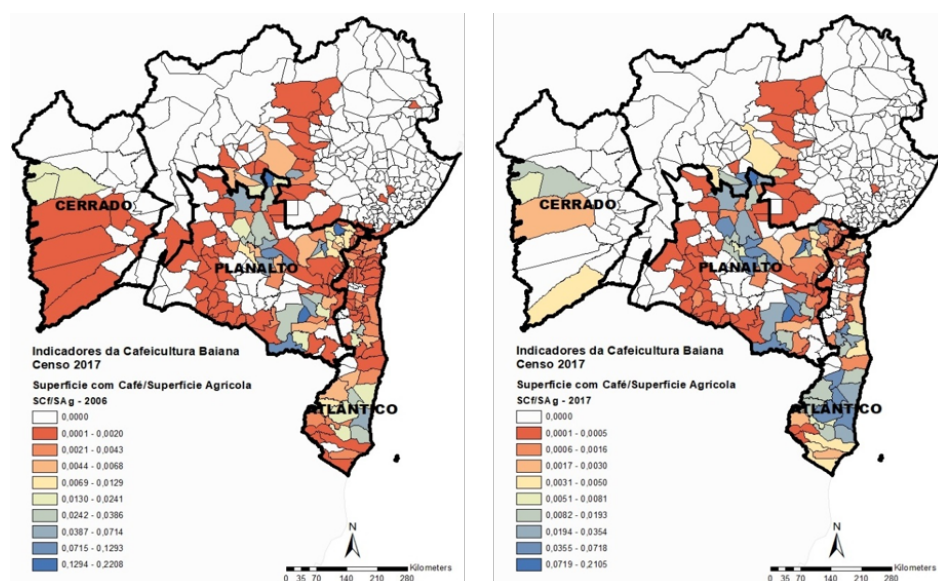 CERRADO
PLANALTO
ATLÂNTICO
Indicadores da Cafeicultura Baiana
Censo 2017
Superfície com Café/Superfície Agrícola
SCf/SAg - 2006
0,0000
0,0001 - 0,0020
0,0021 - 0,0043
0,0044 - 0,0068
0,0069 - 0,0129
0,0130 - 0,0241
0,0242 - 0,0386
0,0387 - 0,0714
0,0715 - 0,1293
0,1294 - 0,2208
N
Kilometers
0 35 70 140 210 280
CERRADO
PLANALTO
ATLÂNTICO
Indicadores da Cafeicultura Baiana
Censo 2017
Superfície com Café/Superfície Agrícola
SCf/SAg - 2017
0,0000
0,0001 - 0,0005
0,0006 - 0,0016
0,0017 - 0,0030
0,0031 - 0,0050
0,0051 - 0,0081
0,0082 - 0,0193
0,0194 - 0,0354
0,0355 - 0,0718
0,0719 - 0,2105
N
Kilometers
0 35 70 140 210 280